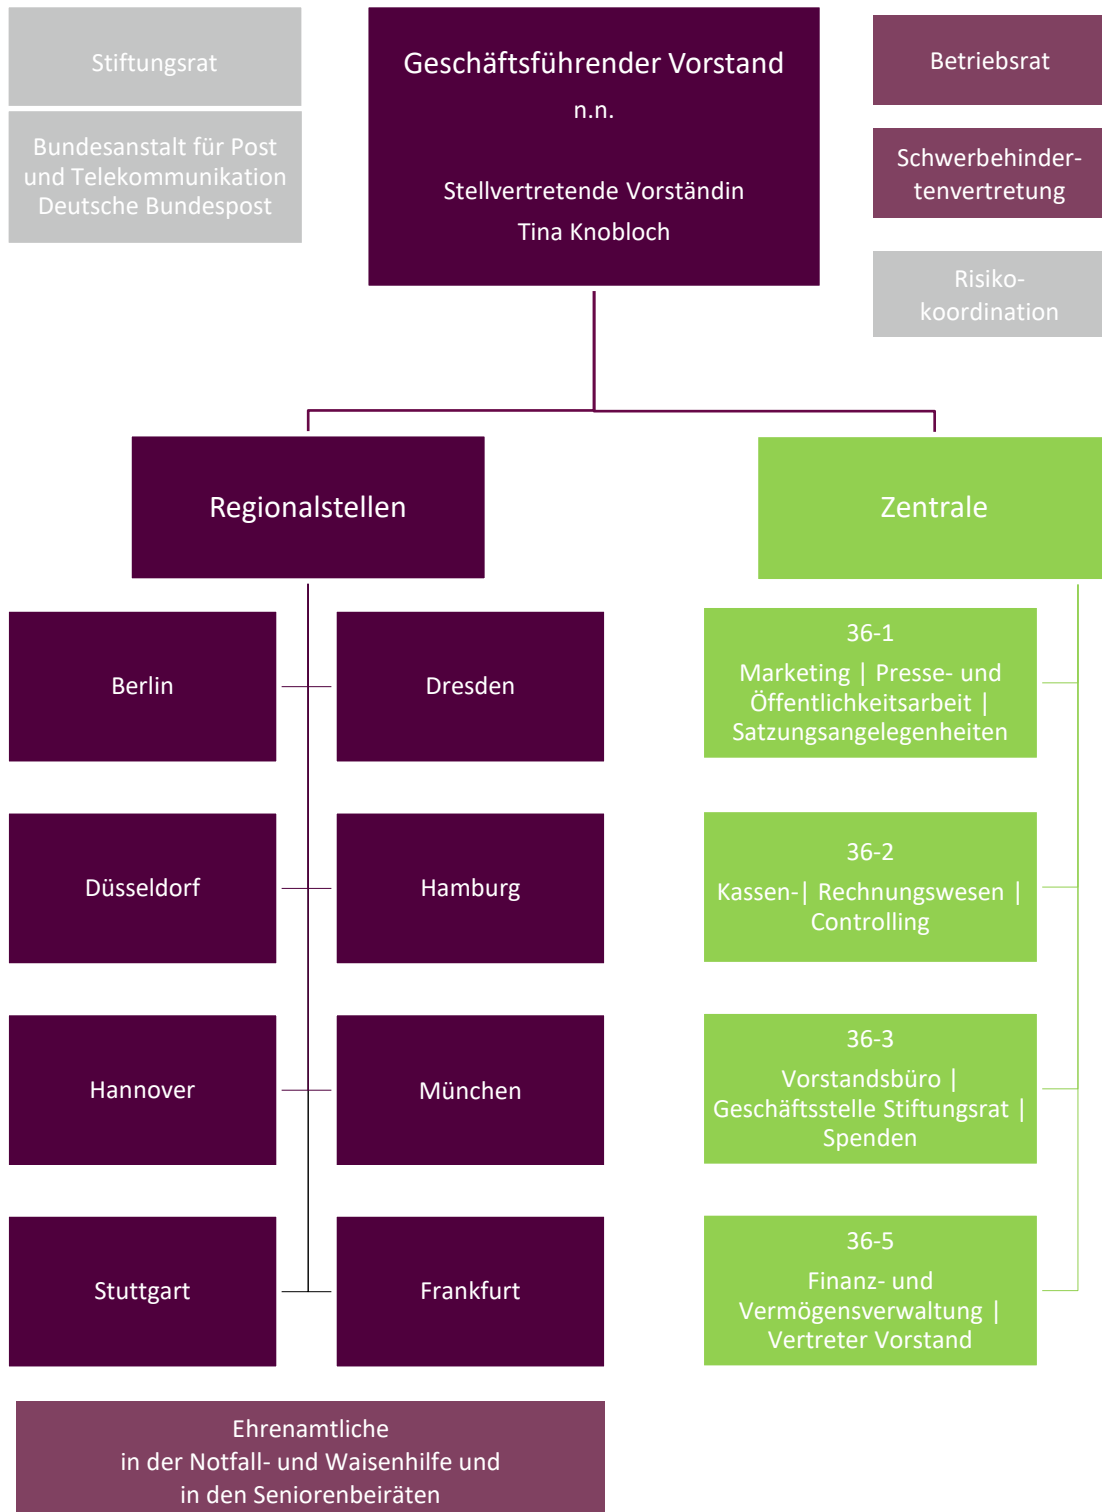 Stiftungsrat
Bundesanstalt für Post
und Telekommunikation
Deutsche Bundespost
Geschäftsführender Vorstand
n.n.
Stellvertretende Vorständin
Tina Knobloch
Betriebsrat
Schwerbehinder-
tenvertretung
Risiko-
koordination
Regionalstellen
Zentrale
Berlin
Dresden
Düsseldorf
Hamburg
Hannover
München
Stuttgart
Frankfurt
36-1
Marketing | Presse- und
Öffentlichkeitsarbeit |
Satzungsangelegenheiten
36-2
Kassen-| Rechnungswesen |
Controlling
36-3
Vorstandsbüro |
Geschäftsstelle Stiftungsrat |
Spenden
36-5
Finanz- und
Vermögensverwaltung |
Vertreter Vorstand
Ehrenamtliche
in der Notfall- und Waisenhilfe und
in den Seniorenbeiräten